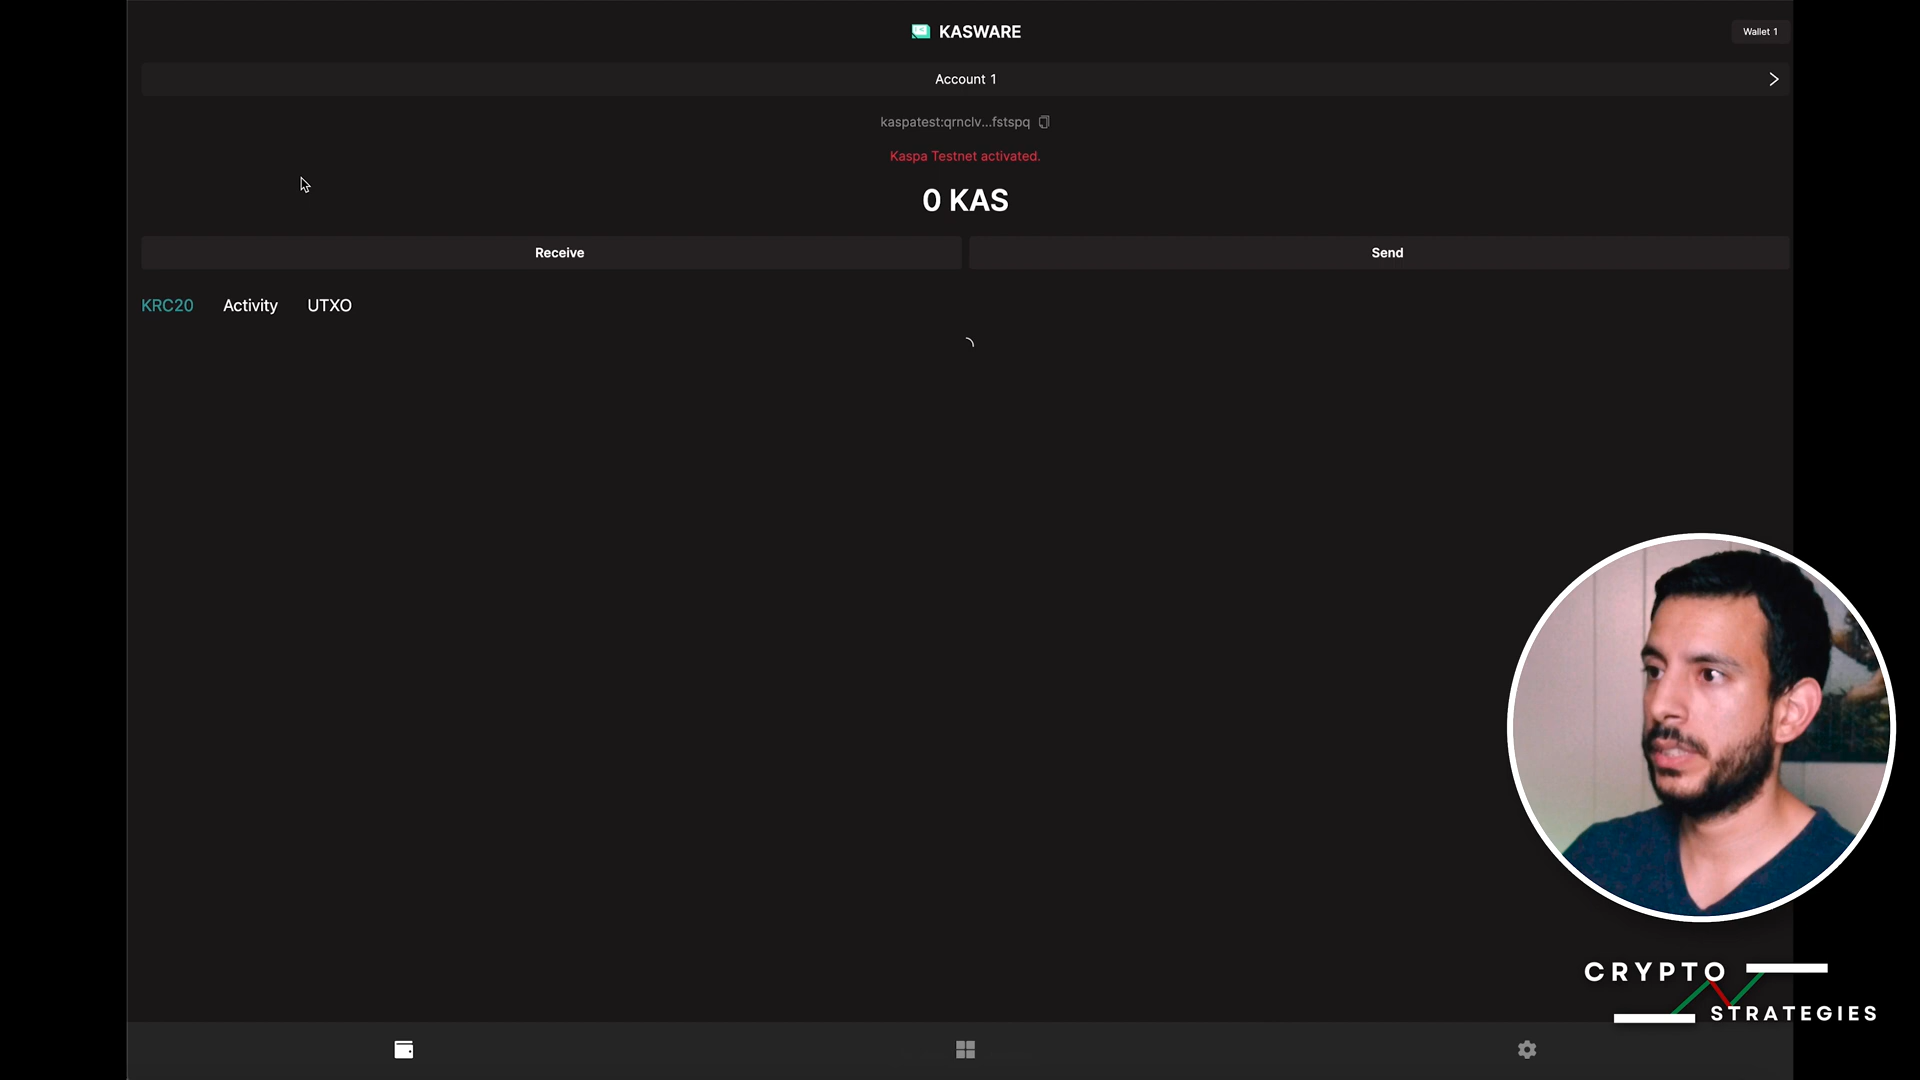 KASWARE
Wallet 1
Account 1
kaspatest:qrnclv...fstspq
Kaspa Testnet activated.
0 KAS
Receive
Send
KRC20
Activity
UTXO
CRYPTO
STRATEGIES